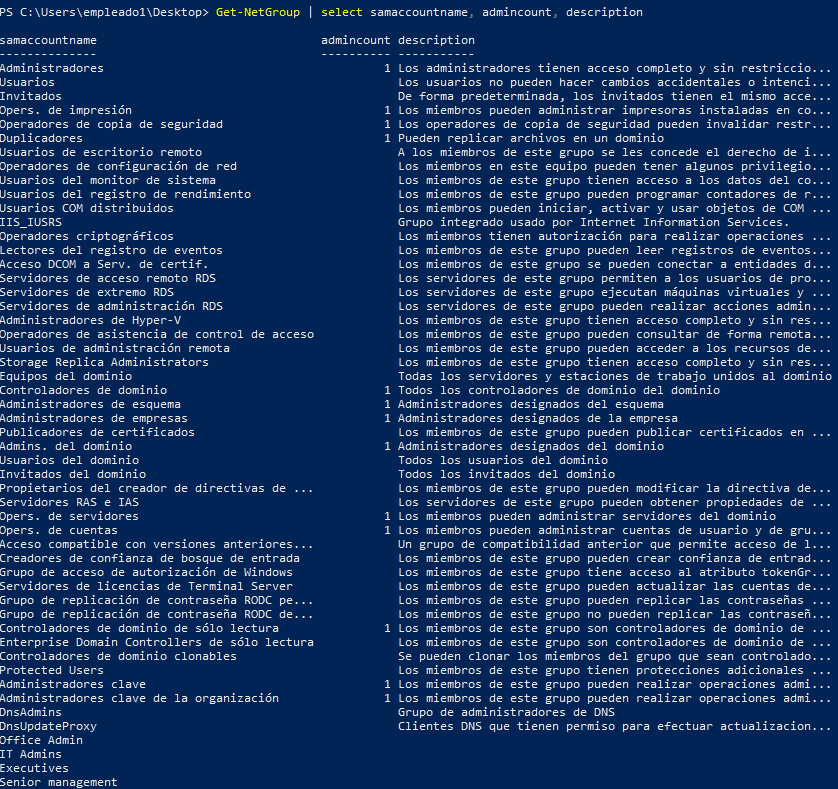 PS C:\Users\empleado1\Desktop> Get-NetGroup | select samaccountname, admincount, description
samaccountname admincount description
-------------- ---------- -----------
Administradores 1 Los administradores tienen acceso completo y sin restriccio...
Usuarios Los usuarios no pueden hacer cambios accidentales o intenci...
Invitados De forma predeterminada, los invitados tienen el mismo acce...
Opers. de impresión 1 Los miembros pueden administrar impresoras instaladas en co...
Operadores de copia de seguridad 1 Los operadores de copia de seguridad pueden invalidar restr...
Duplicadores 1 Pueden replicar archivos en un dominio
Usuarios de escritorio remoto A los miembros de este grupo se les concede el derecho de i...
Operadores de configuración de red Los miembros en este equipo pueden tener algunos privilegio...
Usuarios del monitor de sistema Los miembros de este grupo tienen acceso a los datos del co...
Usuarios del registro de rendimiento Los miembros de este grupo pueden programar contadores de r...
Usuarios COM distribuidos Los miembros pueden iniciar, activar y usar objetos de COM ...
IIS_IUSRS Grupo integrado usado por Internet Information Services.
Operadores criptográficos Los miembros tienen autorización para realizar operaciones ...
Lectores del registro de eventos Los miembros de este grupo pueden leer registros de eventos...
Acceso DCOM a Serv. de certif. Los miembros de este grupo se pueden conectar a entidades d...
Servidores de acceso remoto RDS Los servidores de este grupo permiten a los usuarios de pro...
Servidores de extremo RDS Los servidores de este grupo ejecutan máquinas virtuales y ...
Servidores de administración RDS Los servidores de este grupo pueden realizar acciones admin...
Administradores de Hyper-V Los miembros de este grupo tienen acceso completo y sin res...
Operadores de asistencia de control de acceso Los miembros de este grupo pueden consultar de forma remota...
Usuarios de administración remota Los miembros de este grupo pueden acceder a los recursos de...
Storage Replica Administrators Los miembros de este grupo tienen acceso completo y sin res...
Equipos del dominio Todas los servidores y estaciones de trabajo unidos al dominio
Controladores de dominio 1 Todos los controladores de dominio del dominio
Administradores de esquema 1 Administradores designados del esquema
Administradores de empresas 1 Administradores designados de la empresa
Publicadores de certificados Los miembros de este grupo pueden publicar certificados en ...
Admins. del dominio 1 Administradores designados del dominio
Usuarios del dominio Todos los usuarios del dominio
Invitados del dominio Todos los invitados del dominio
Propietarios del creador de directivas de ... Los miembros de este grupo pueden modificar la directiva de...
Servidores RAS e IAS Los servidores de este grupo pueden obtener propiedades de ...
Opers. de servidores 1 Los miembros pueden administrar servidores del dominio
Opers. de cuentas 1 Los miembros pueden administrar cuentas de usuario y de gru...
Acceso compatible con versiones anteriores... Un grupo de compatibilidad anterior que permite acceso de l...
Creadores de confianza de bosque de entrada Los miembros de este grupo pueden crear confianza de entrad...
Grupo de acceso de autorización de Windows Los miembros de este grupo tiene acceso al atributo tokenGr...
Servidores de licencias de Terminal Server Los miembros de este grupo pueden actualizar las cuentas de...
Grupo de replicación de contraseña RODC pe... Los miembros de este grupo pueden replicar las contraseñas ...
Grupo de replicación de contraseña RODC de... Los miembros de este grupo no pueden replicar las contraseñ...
Controladores de dominio de sólo lectura 1 Los miembros de este grupo son controladores de dominio de ...
Enterprise Domain Controllers de sólo lectura Los miembros de este grupo son controladores de dominio de ...
Controladores de dominio clonables Se pueden clonar los miembros del grupo que sean controlado...
Protected Users Los miembros de este grupo tienen protecciones adicionales ...
Administradores clave 1 Los miembros de este grupo pueden realizar operaciones admi...
Administradores clave de la organización 1 Los miembros de este grupo pueden realizar operaciones admi...
DnsAdmins Grupo de administradores de DNS
DnsUpdateProxy Clientes DNS que tienen permiso para efectuar actualizacion...
Office Admin
IT Admins
Executives
Senior management